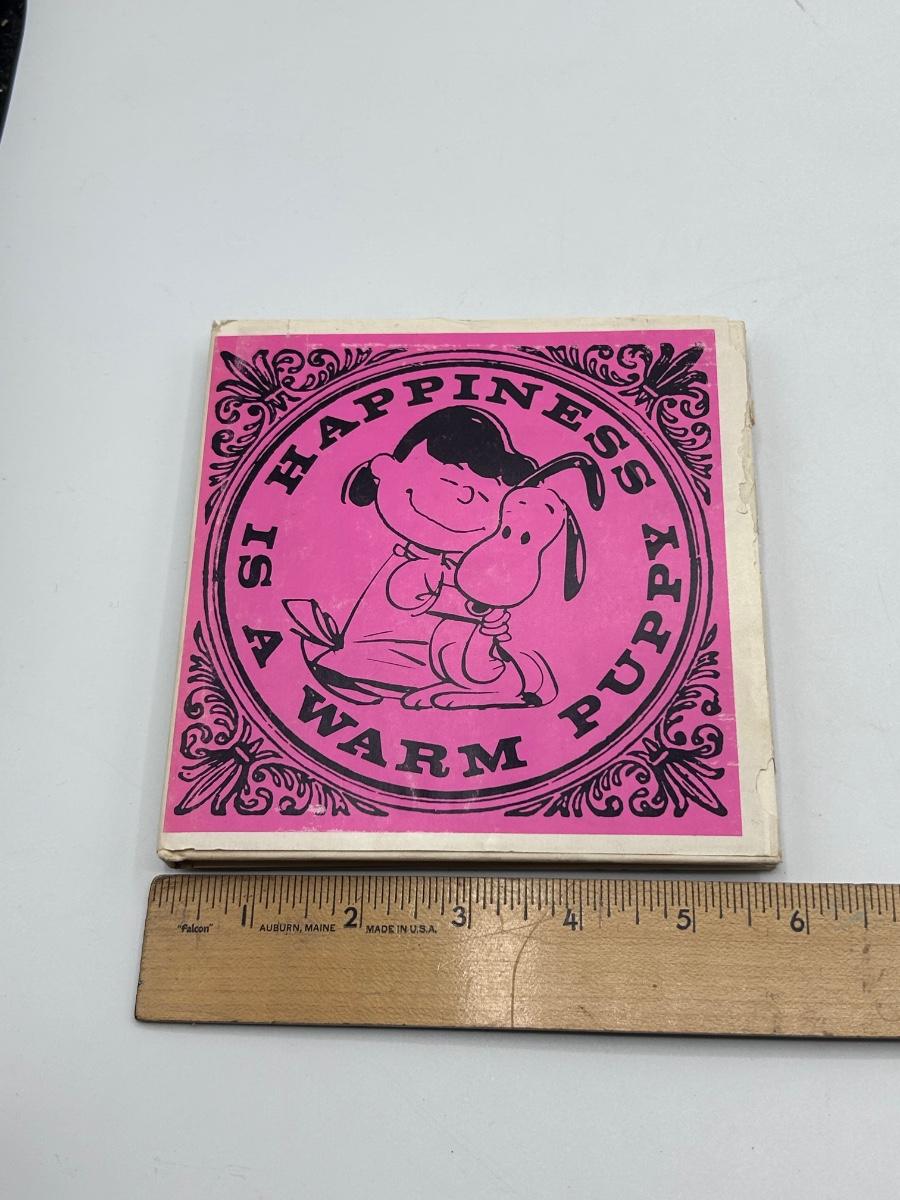 HAPPINESS
IS
A
WARM
PUPPY
1 2 3 4 5 6
"Falcon" AUBURN, MAINE MADE IN U.S.A.